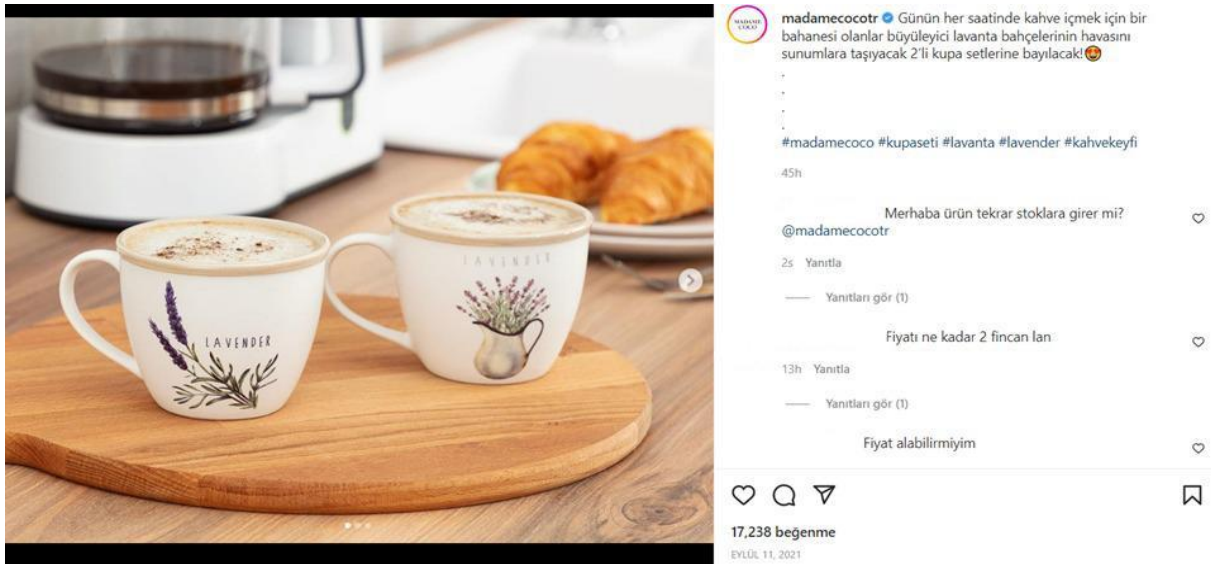 LAVENDER
LAVENDER
MADAME
COCO
madamecocotr Günün her saatinde kahve içmek için bir
bahanesi olanlar büyüleyici lavanta bahçelerinin havasını
sunumlara taşıyacak 2'li kupa setlerine bayılacak!😍
.
.
.
.
#madamecoco #kupaseti #lavanta #lavender #kahvekeyfi
45h
Merhaba ürün tekrar stoklara girer mi?
@madamecocotr
2s Yanıtla
Yanıtları gör (1)
Fiyatı ne kadar 2 fincan lan
13h Yanıtla
Yanıtları gör (1)
Fiyat alabilirmiyim
17,238 beğenme
EYLÜL 11, 2021